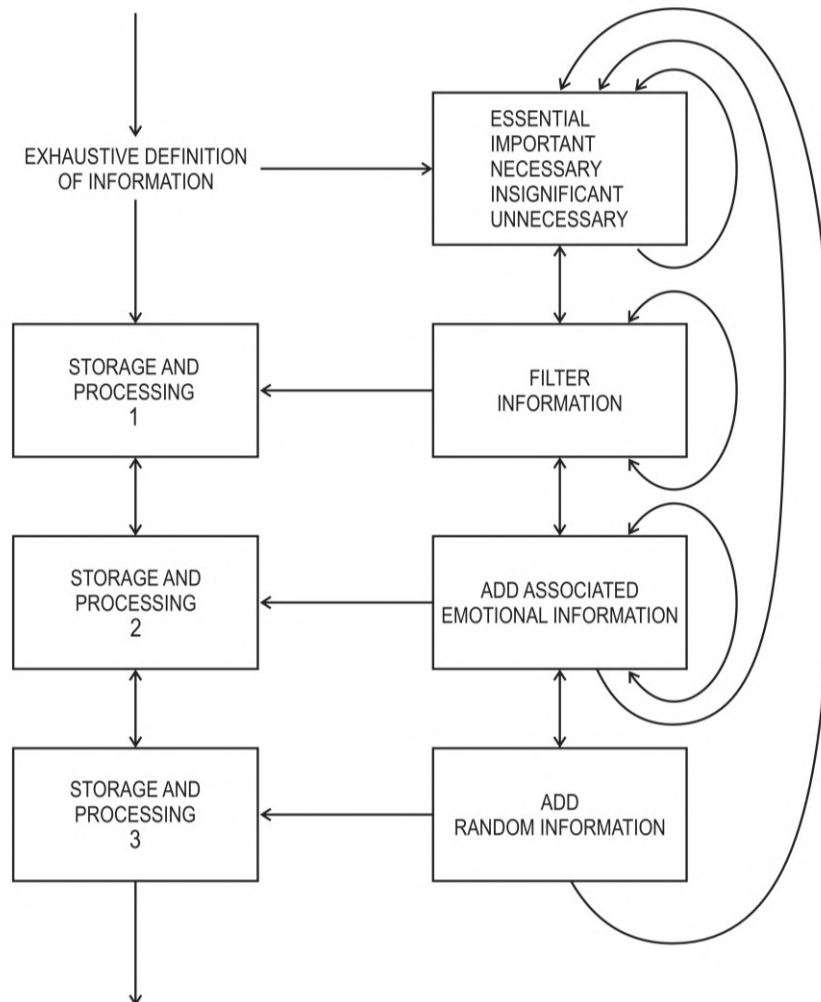 EXHAUSTIVE DEFINITION
OF INFORMATION
ESSENTIAL
IMPORTANT
NECESSARY
INSIGNIFICANT
UNNECESSARY
STORAGE AND
PROCESSING
1
FILTER
INFORMATION
STORAGE AND
PROCESSING
2
ADD ASSOCIATED
EMOTIONAL INFORMATION
STORAGE AND
PROCESSING
3
ADD
RANDOM INFORMATION